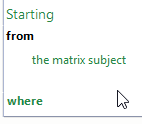 Starting
from
the matrix subject
where